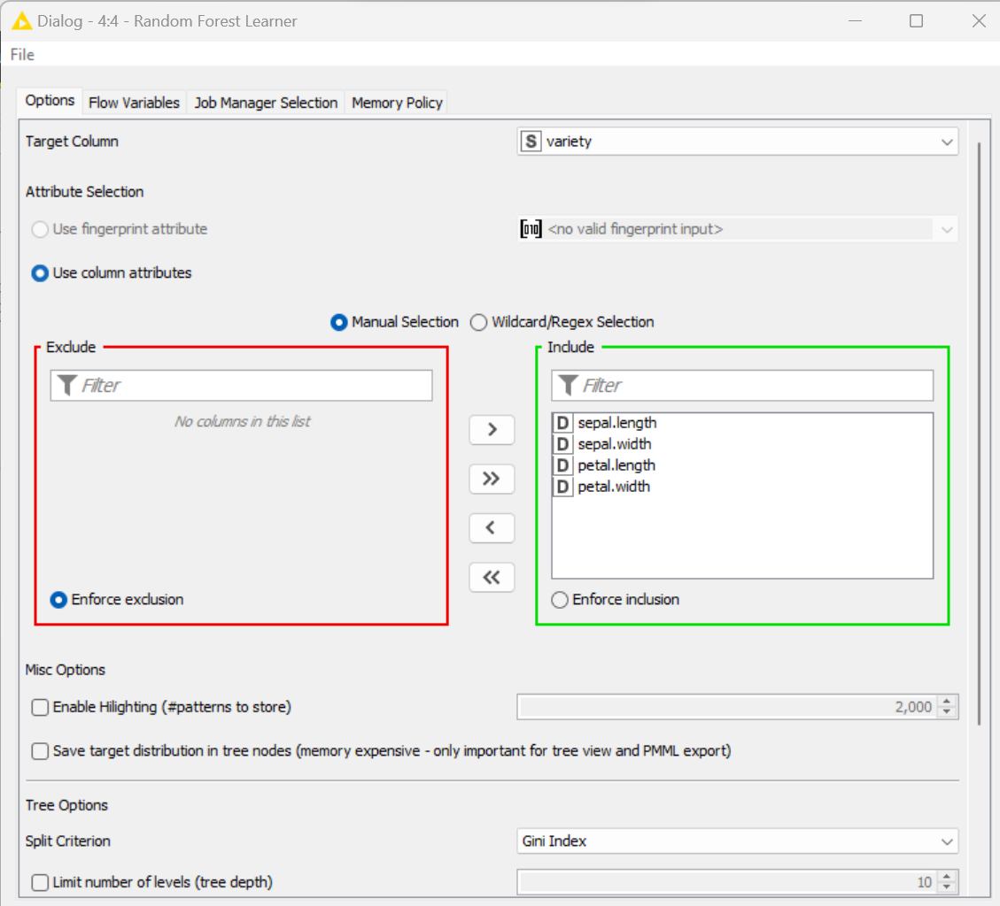 Dialog - 4:4 - Random Forest Learner
File
Options Flow Variables Job Manager Selection Memory Policy
Target Column S variety
Attribute Selection
Use fingerprint attribute [010] <no valid fingerprint input>
Use column attributes
Manual Selection Wildcard/Regex Selection
Exclude Include
Filter Filter
No columns in this list
D sepal.length
D sepal.width
D petal.length
D petal.width
> 
>>
<
<<
Enforce exclusion Enforce inclusion
Misc Options
Enable Hilighting (#patterns to store) 2,000
Save target distribution in tree nodes (memory expensive - only important for tree view and PMML export)
Tree Options
Split Criterion Gini Index
Limit number of levels (tree depth) 10